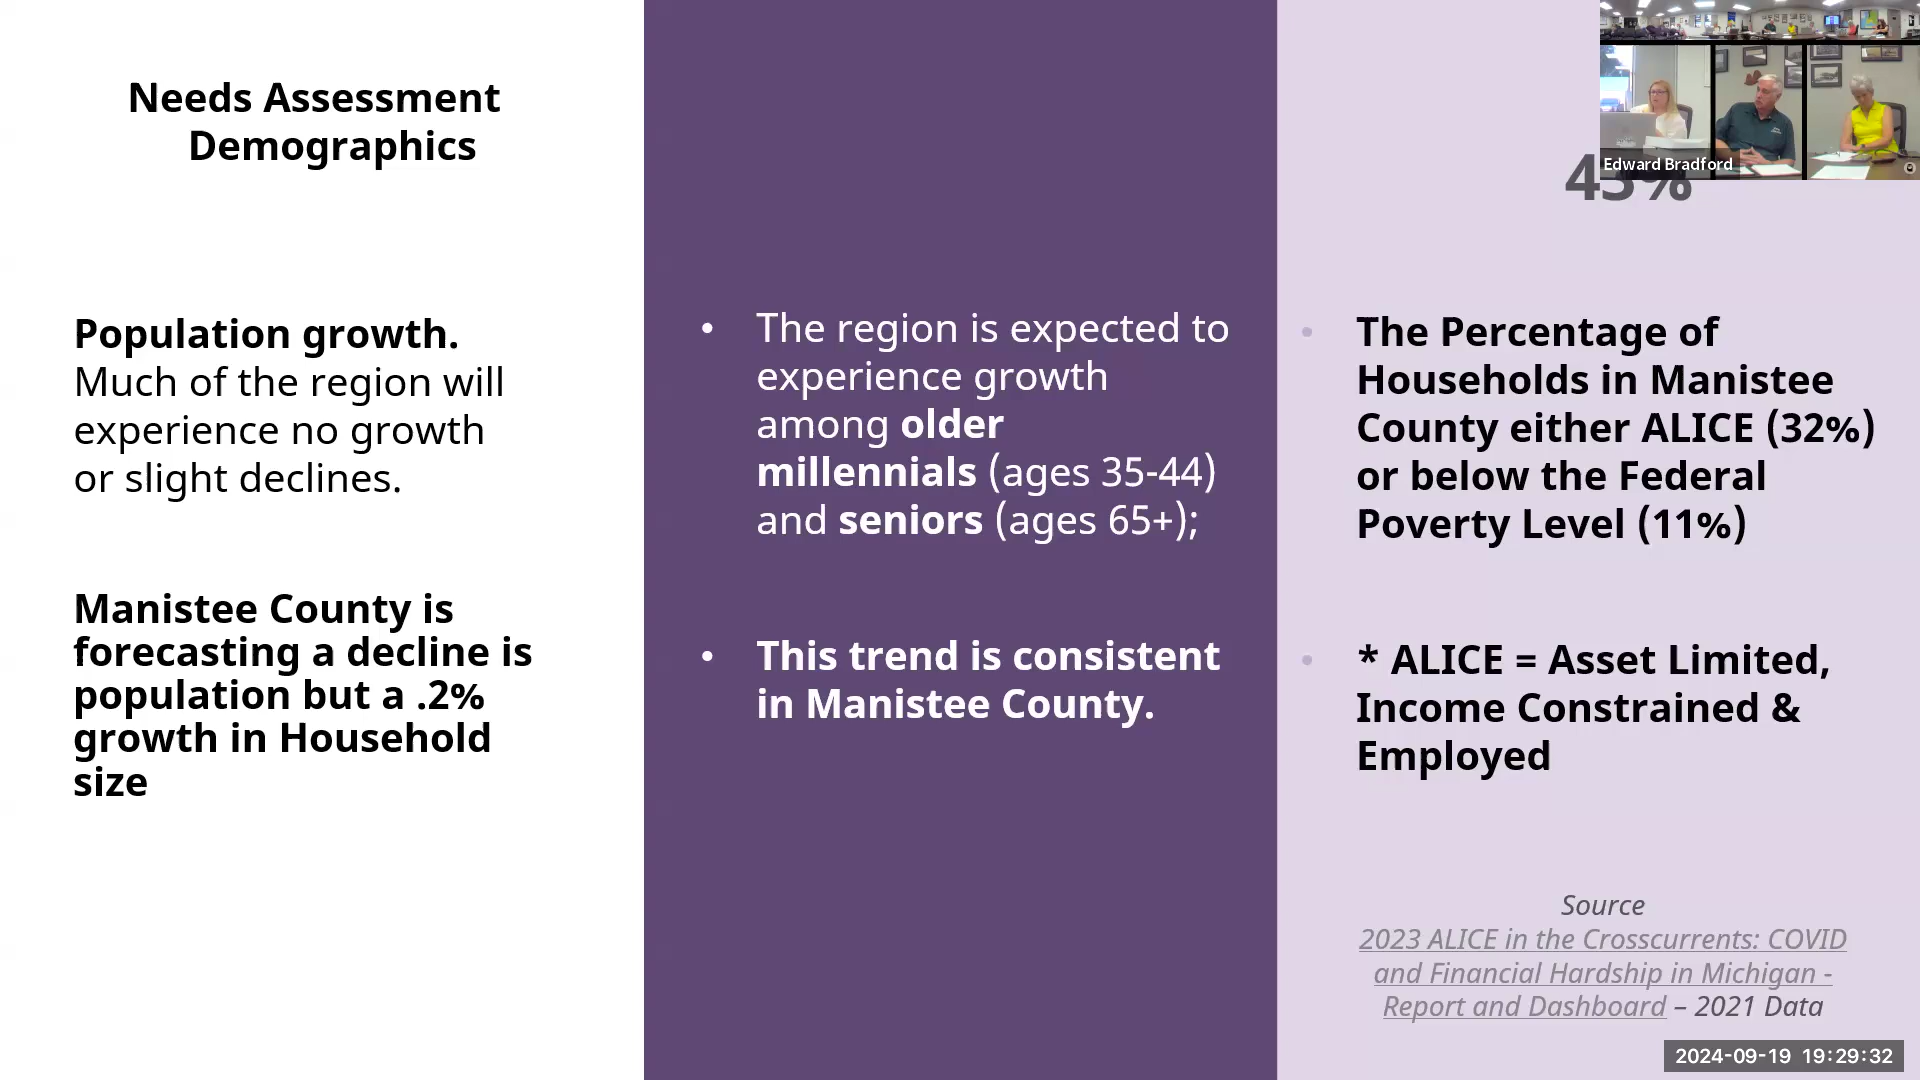 Needs Assessment
Demographics
Population growth.
Much of the region will
experience no growth
or slight declines.
Manistee County is
forecasting a decline is
population but a .2%
growth in Household
size
• The region is expected to
experience growth
among older
millennials (ages 35-44)
and seniors (ages 65+);
• This trend is consistent
in Manistee County.
43%
• The Percentage of
Households in Manistee
County either ALICE (32%)
or below the Federal
Poverty Level (11%)
• * ALICE = Asset Limited,
Income Constrained &
Employed
Source
2023 ALICE in the Crosscurrents: COVID
and Financial Hardship in Michigan -
Report and Dashboard – 2021 Data
Edward Bradford
2024-09-19 19:29:32